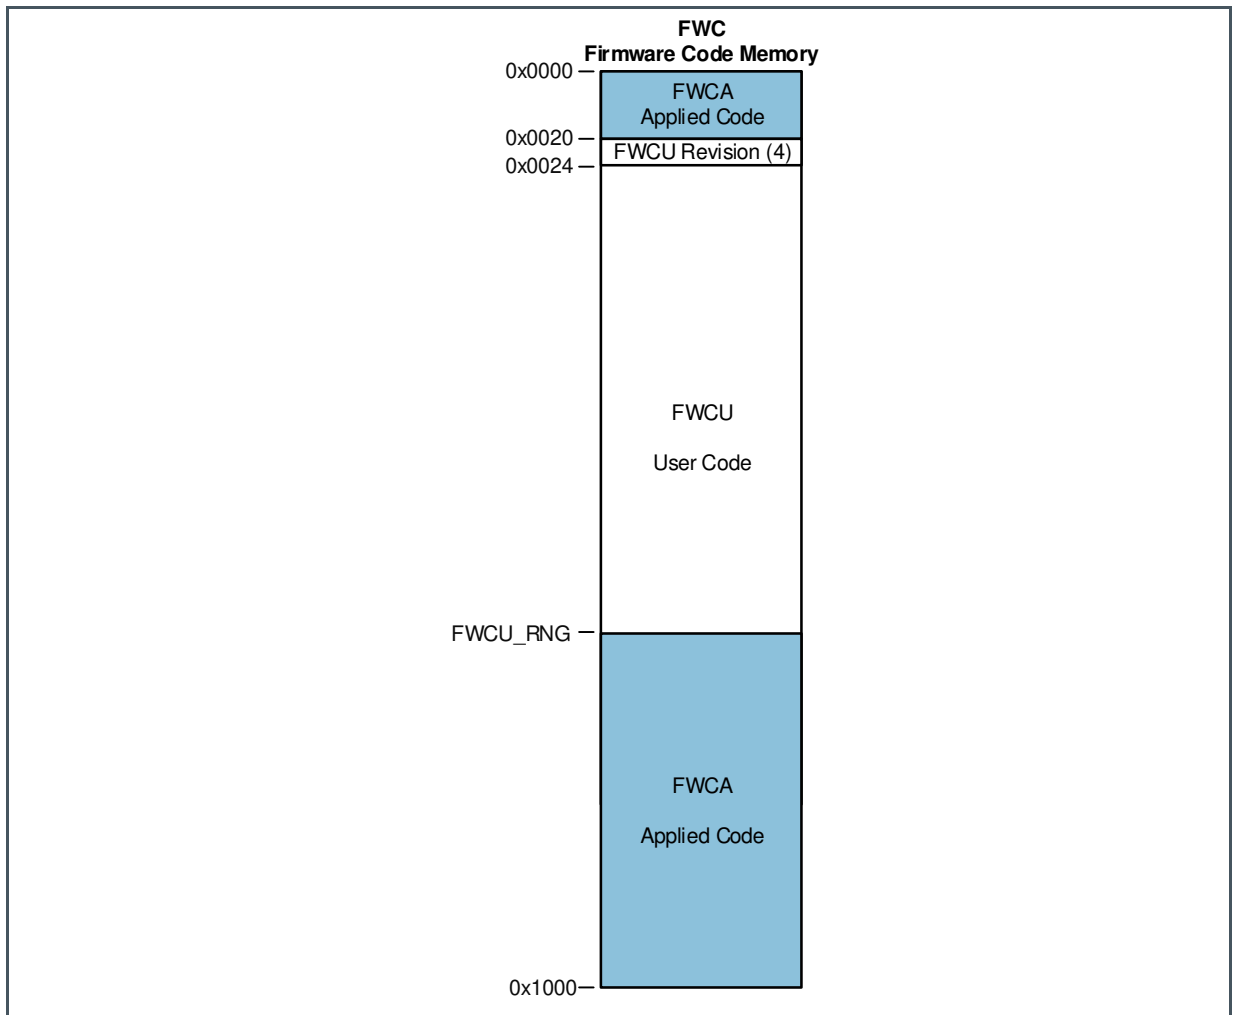 FWC
Firmware Code Memory
0x0000
FWCA
Applied Code
0x0020
FWCU Revision (4)
0x0024
FWCU
User Code
FWCU_RNG
FWCA
Applied Code
0x1000